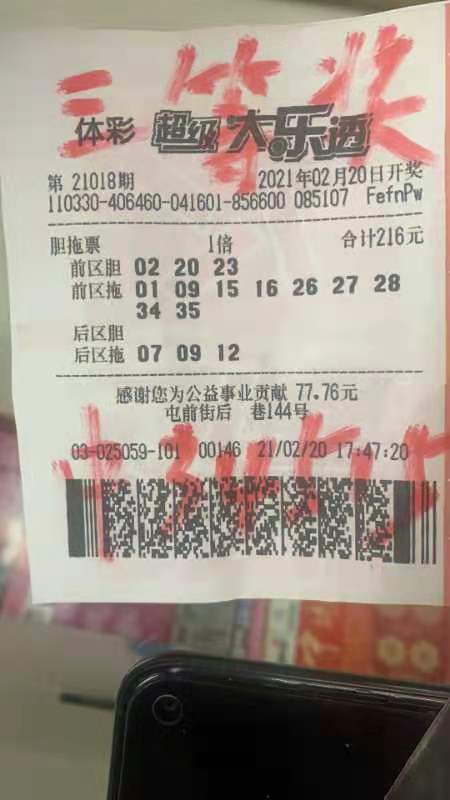 三等奖
体彩 超级大乐透
第 21018期 2021年02月20日开奖
110330-406460-041601-856600 085107 FefnPw
胆拖票 1倍 合计216元
前区胆 02 20 23
前区拖 01 09 15 16 26 27 28
34 35
后区胆
后区拖 07 09 12
感谢您为公益事业贡献 77.76元
屯前街后 巷144号
03-025059-101 00146 21/02/20 17:47:20